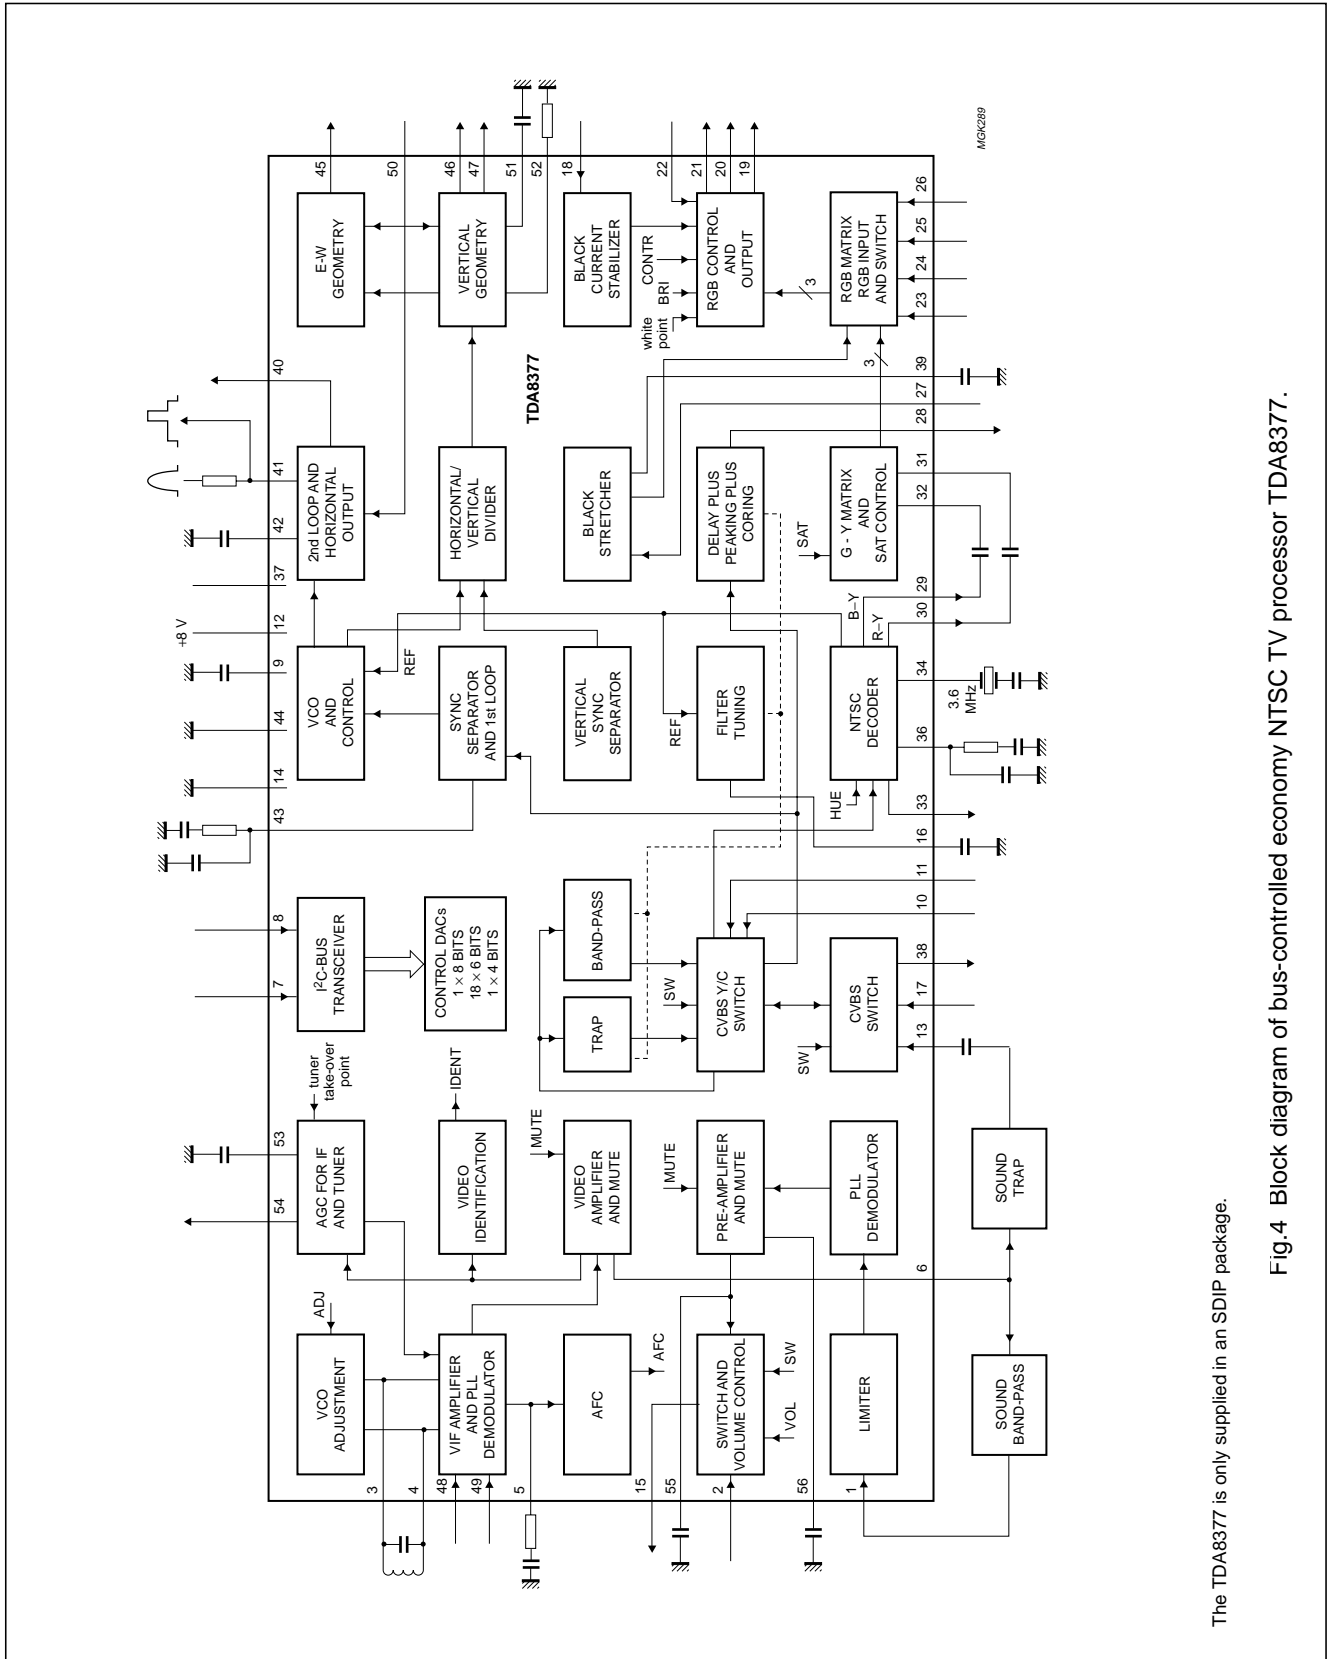 45
50
46
47
51
52
18
22
21
20
19
26
25
24
23
39
27
28
31
32
29
30
34
36
33
16
11
10
38
17
13
6
40
41
42
37
12
9
44
14
43
8
7
53
54
3
4
48
49
5
15
55
2
56
1
+8 V
E-W
GEOMETRY
VERTICAL
GEOMETRY
BLACK
CURRENT
STABILIZER
CONTR
BRI
white
point
RGB CONTROL
AND
OUTPUT
3
RGB MATRIX
RGB INPUT
AND SWITCH
TDA8377
2nd LOOP AND
HORIZONTAL
OUTPUT
HORIZONTAL/
VERTICAL
DIVIDER
BLACK
STRETCHER
DELAY PLUS
PEAKING PLUS
CORING
SAT
3
G - Y MATRIX
AND
SAT CONTROL
B–Y
R–Y
VCO
AND
CONTROL
REF
SYNC
SEPARATOR
AND 1st LOOP
VERTICAL
SYNC
SEPARATOR
REF
FILTER
TUNING
NTSC
DECODER
HUE
3.6
MHz
I²C-BUS
TRANSCEIVER
CONTROL DACs
1 × 8 BITS
18 × 6 BITS
1 × 4 BITS
BAND-PASS
TRAP
SW
CVBS Y/C
SWITCH
SW
CVBS
SWITCH
tuner
take-over
point
AGC FOR IF
AND TUNER
IDENT
VIDEO
IDENTIFICATION
MUTE
VIDEO
AMPLIFIER
AND MUTE
MUTE
PRE-AMPLIFIER
AND MUTE
PLL
DEMODULATOR
SOUND
TRAP
ADJ
VCO
ADJUSTMENT
VIF AMPLIFIER
AND PLL
DEMODULATOR
AFC
AFC
SWITCH AND
VOLUME CONTROL
SW
VOL
LIMITER
SOUND
BAND-PASS
MGK289
The TDA8377 is only supplied in an SDIP package.
Fig.4 Block diagram of bus-controlled economy NTSC TV processor TDA8377.